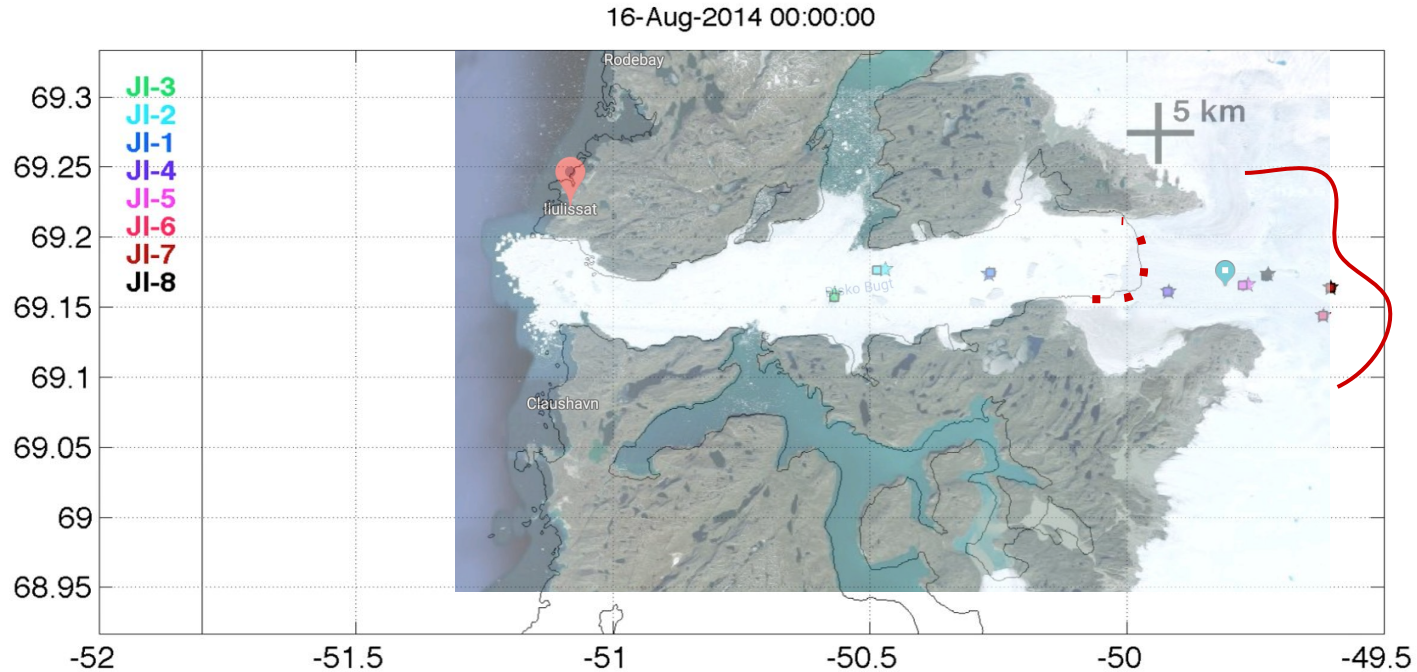 16-Aug-2014 00:00:00
69.3
69.25
69.2
69.15
69.1
69.05
69
68.95
JI-3
JI-2
JI-1
JI-4
JI-5
JI-6
JI-7
JI-8
Rodebay
5 km
Ilulissat
Disko Bugt
Claushavn
-52
-51.5
-51
-50.5
-50
-49.5